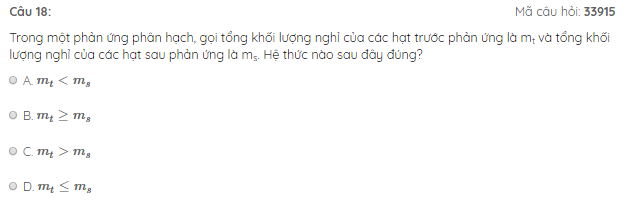 Câu 18: Mã câu hỏi: 33915
Trong một phản ứng phân hạch, gọi tổng khối lượng nghỉ của các hạt trước phản ứng là mₜ và tổng khối
lượng nghỉ của các hạt sau phản ứng là mₛ. Hệ thức nào sau đây đúng?
A. mₜ < mₛ
B. mₜ ≥ mₛ
C. mₜ > mₛ
D. mₜ ≤ mₛ